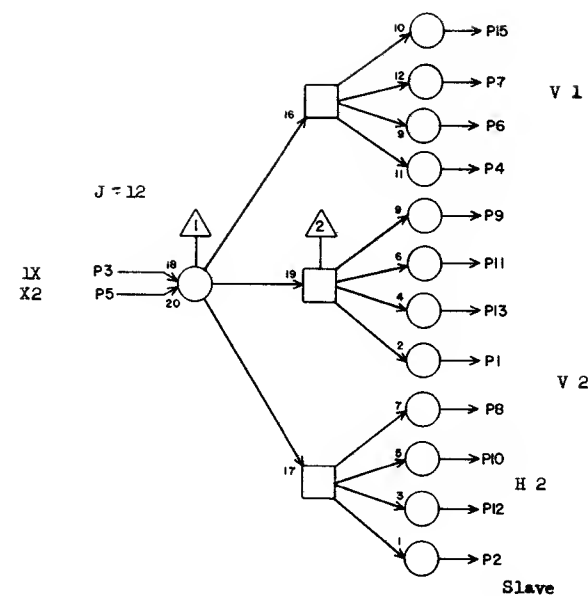 10 P15
12 P7
V 1
16
9 P6
11 P4
J = 12
1
2
9 P9
1X P3 18 19 6 P11
X2 P5 20 4 P13
2 P1
V 2
7 P8
17 5 P10
H 2
3 P12
1 P2
Slave